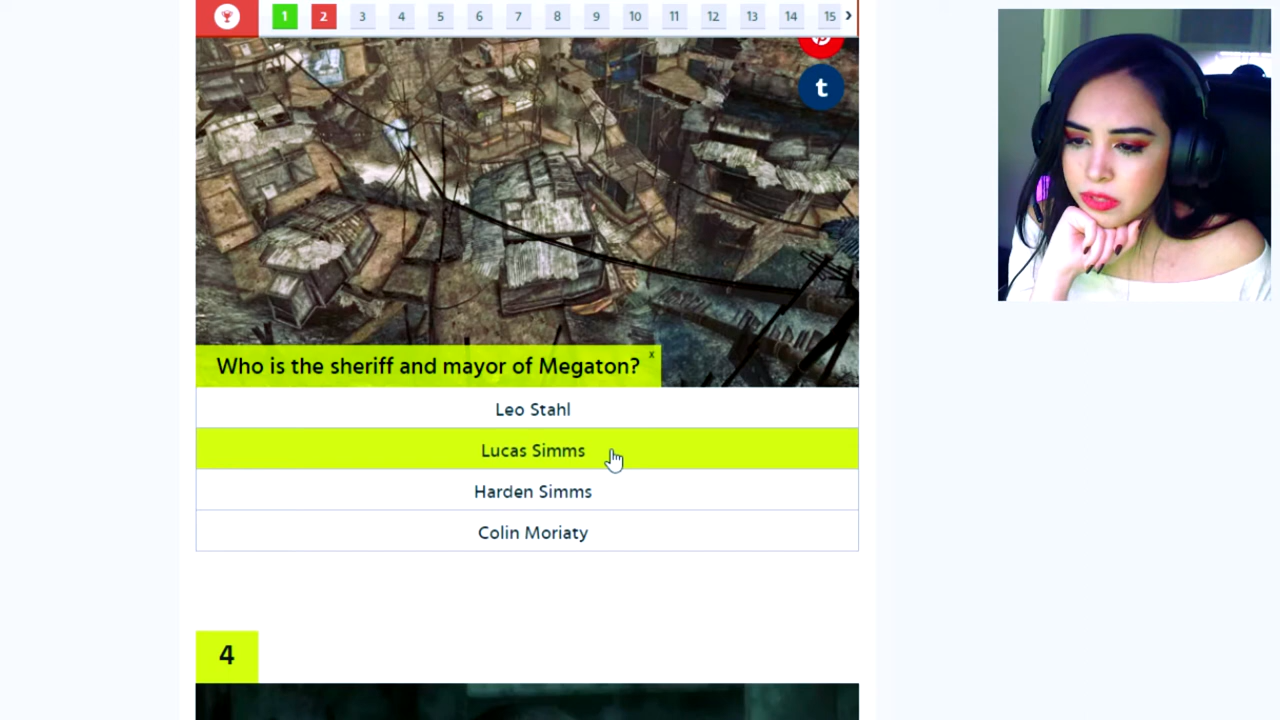 1 2 3 4 5 6 7 8 9 10 11 12 13 14 15 ›
t
Who is the sheriff and mayor of Megaton? x
Leo Stahl
Lucas Simms
Harden Simms
Colin Moriaty
4